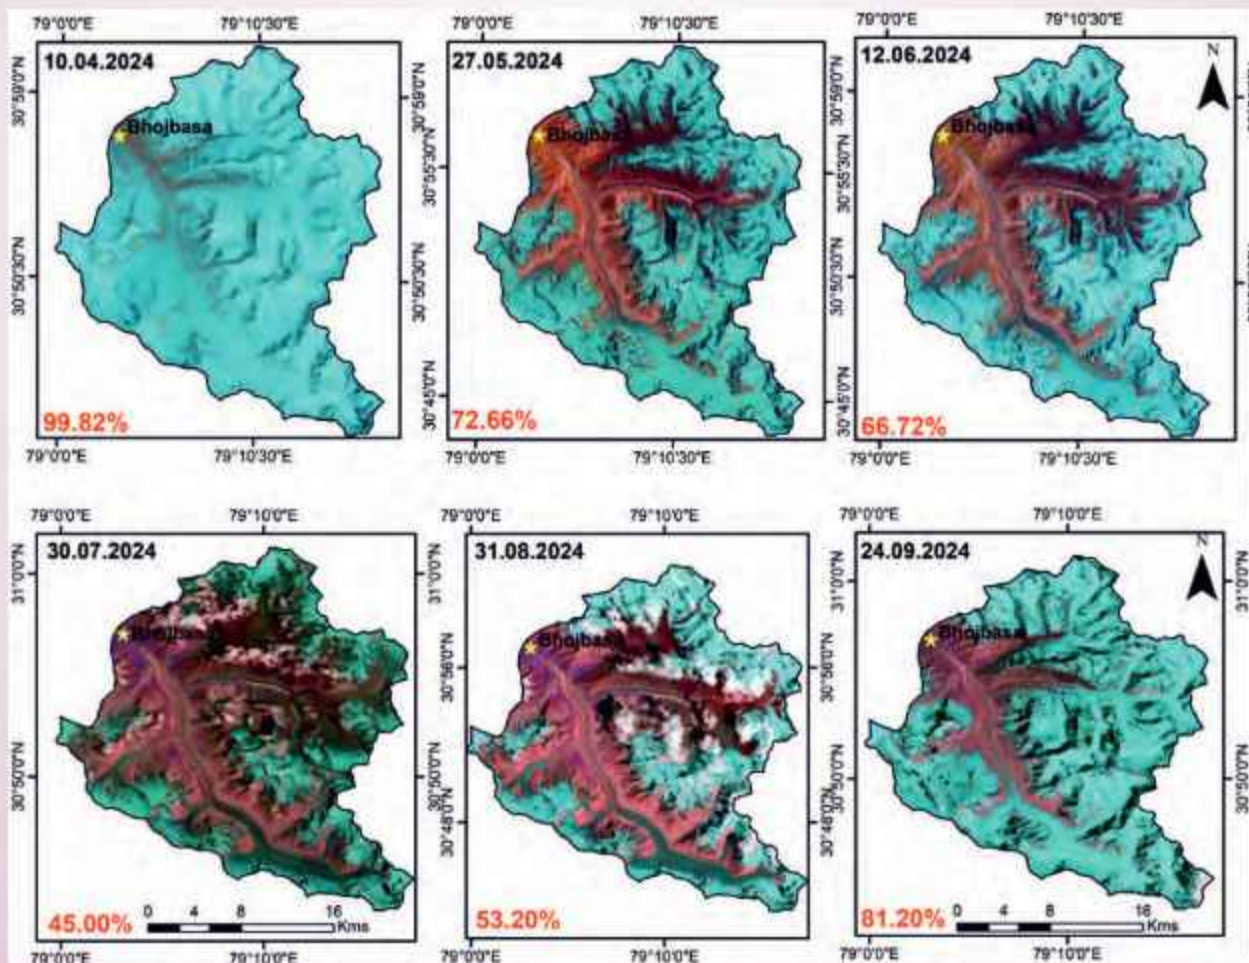 79°0'0"E 79°10'30"E 79°0'0"E 79°10'30"E 79°0'0"E 79°10'30"E
10.04.2024 27.05.2024 12.06.2024 N
30°59'0"N 30°59'0"N 30°59'0"N
Bhojbasa Bhojbasa Bhojbasa
30°55'30"N 30°55'30"N
30°50'30"N 30°50'30"N 30°50'30"N
30°45'0"N 30°45'0"N
99.82% 72.66% 66.72%
79°0'0"E 79°10'30"E 79°0'0"E 79°10'30"E 79°0'0"E 79°10'30"E
79°0'0"E 79°10'0"E 79°0'0"E 79°10'0"E 79°0'0"E 79°10'0"E
30.07.2024 31.08.2024 24.09.2024 N
31°0'0"N 31°0'0"N 31°0'0"N
Bhojbasa Bhojbasa Bhojbasa
30°56'0"N 30°56'0"N
30°50'0"N 30°50'0"N 30°50'0"N 30°50'0"N
30°48'0"N 30°48'0"N
45.00% 0 4 8 16 Kms 53.20% 81.20% 0 4 8 16 Kms
79°0'0"E 79°10'0"E 79°0'0"E 79°10'0"E 79°0'0"E 79°10'0"E